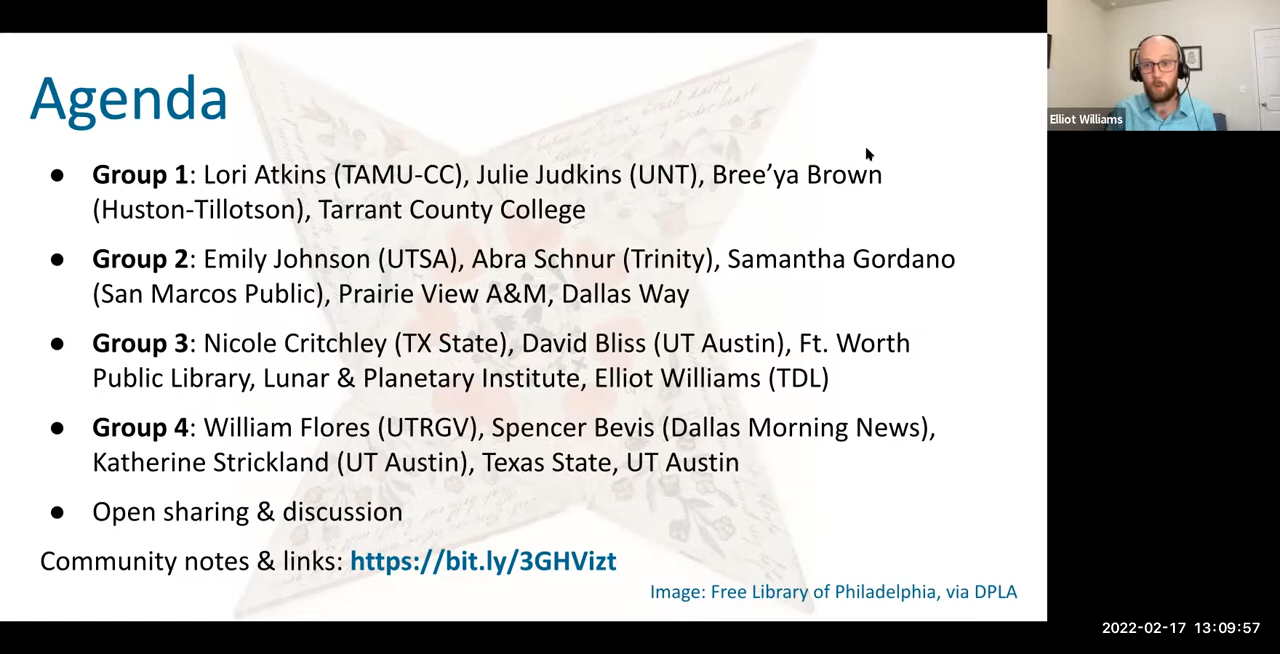 Agenda
● Group 1: Lori Atkins (TAMU-CC), Julie Judkins (UNT), Bree’ya Brown
(Huston-Tillotson), Tarrant County College
● Group 2: Emily Johnson (UTSA), Abra Schnur (Trinity), Samantha Gordano
(San Marcos Public), Prairie View A&M, Dallas Way
● Group 3: Nicole Critchley (TX State), David Bliss (UT Austin), Ft. Worth
Public Library, Lunar & Planetary Institute, Elliot Williams (TDL)
● Group 4: William Flores (UTRGV), Spencer Bevis (Dallas Morning News),
Katherine Strickland (UT Austin), Texas State, UT Austin
● Open sharing & discussion
Community notes & links: https://bit.ly/3GHVizt
Image: Free Library of Philadelphia, via DPLA
Elliot Williams
2022-02-17 13:09:57